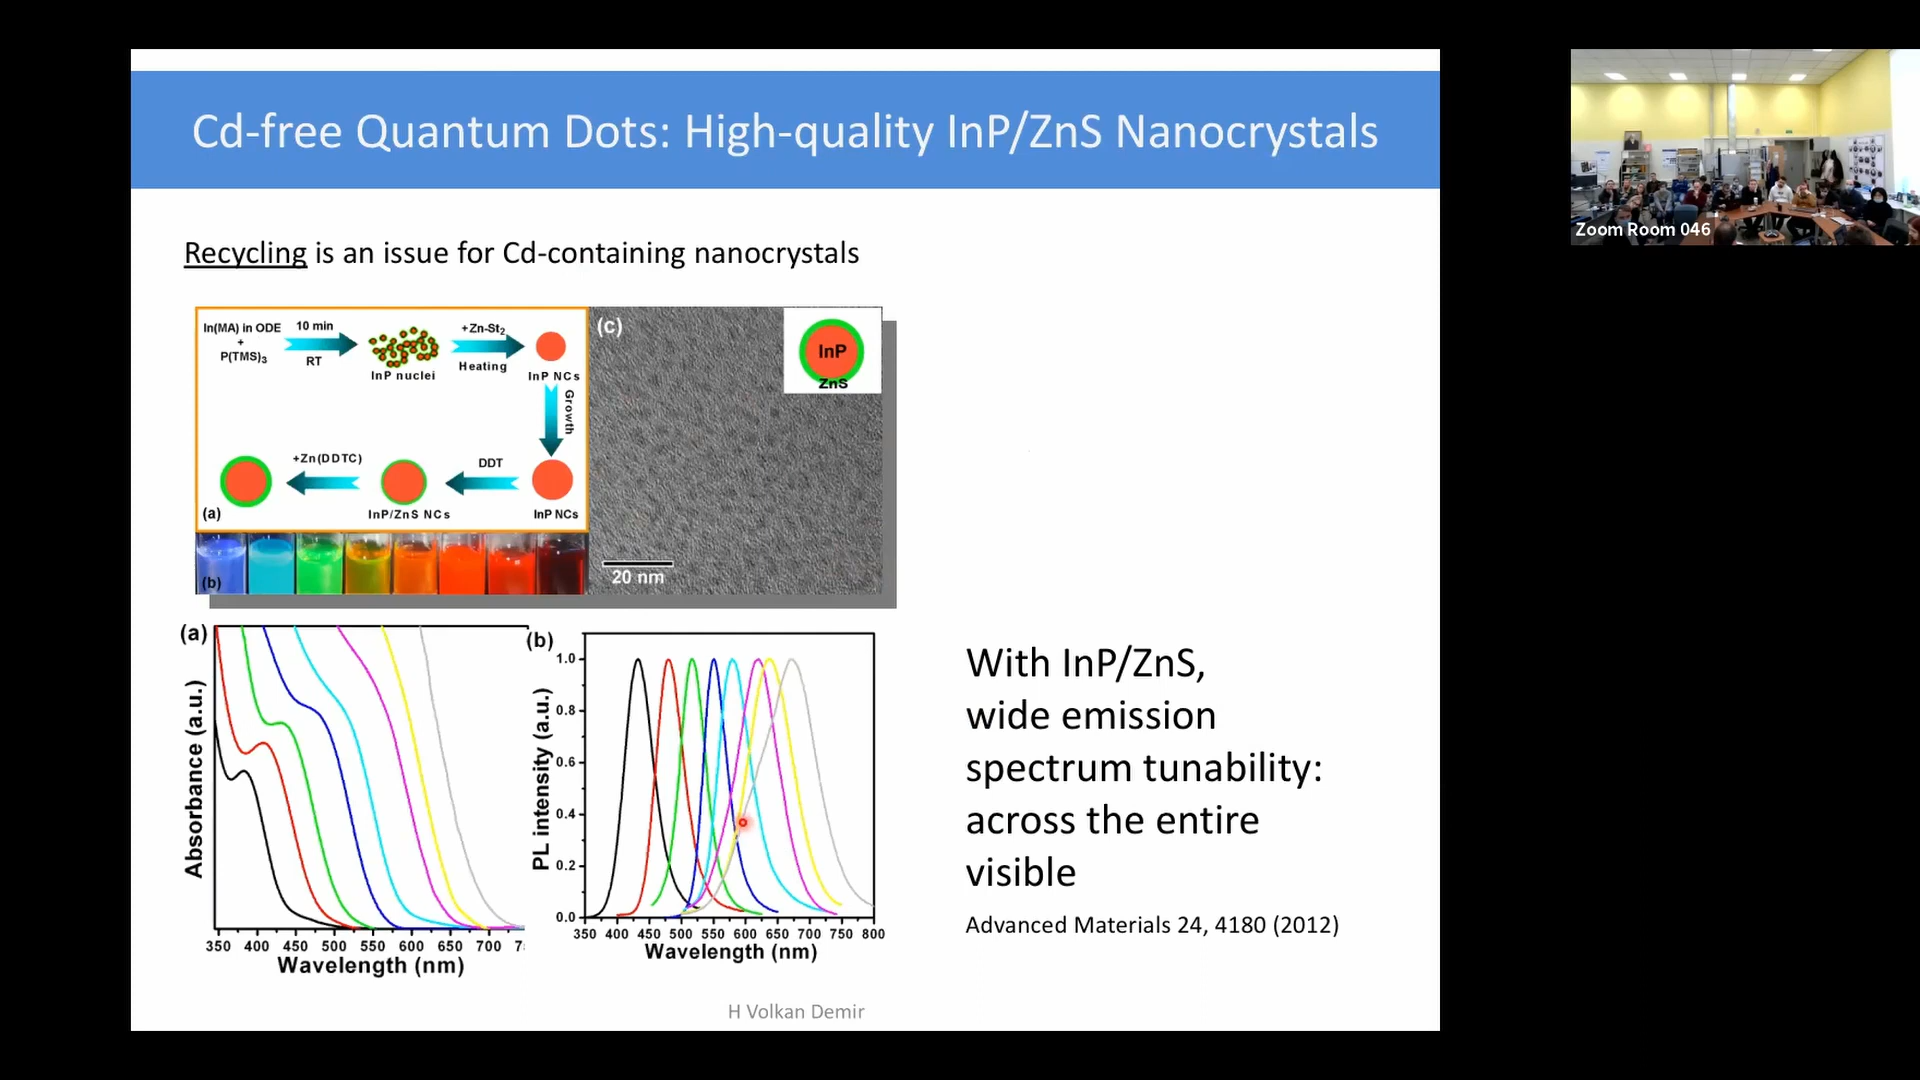 Cd-free Quantum Dots: High-quality InP/ZnS Nanocrystals
Zoom Room 046
Recycling is an issue for Cd-containing nanocrystals
In(MA) in ODE
+
P(TMS)3
10 min
RT
InP nuclei
+Zn-St2
Heating
InP NCs
Growth
InP NCs
DDT
InP/ZnS NCs
+Zn(DDTC)
(a)
(b)
(c)
InP
ZnS
20 nm
(a)
Absorbance (a.u.)
350 400 450 500 550 600 650 700
Wavelength (nm)
(b)
PL intensity (a.u.)
1.0
0.8
0.6
0.4
0.2
0.0
350 400 450 500 550 600 650 700 750 800
Wavelength (nm)
With InP/ZnS,
wide emission
spectrum tunability:
across the entire
visible
Advanced Materials 24, 4180 (2012)
H Volkan Demir